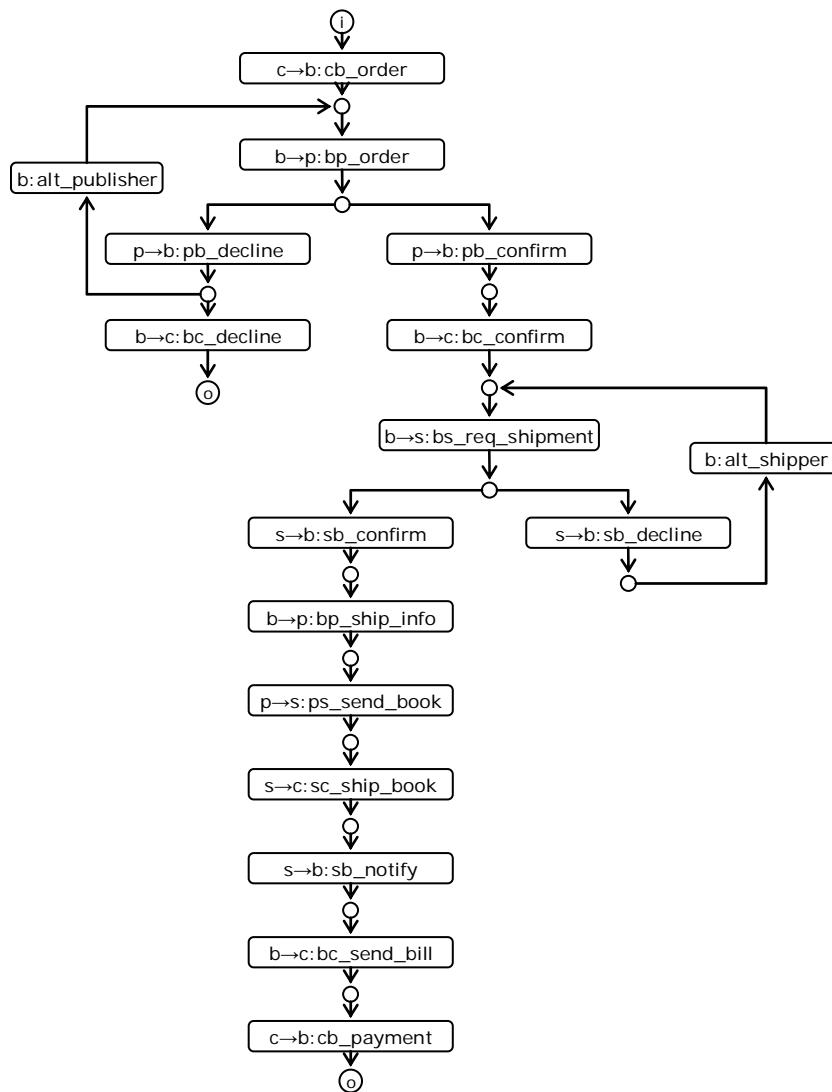 i
c→b:cb_order
b→p:bp_order
b:alt_publisher
p→b:pb_decline
p→b:pb_confirm
b→c:bc_decline
b→c:bc_confirm
o
b→s:bs_req_shipment
b:alt_shipper
s→b:sb_confirm
s→b:sb_decline
b→p:bp_ship_info
p→s:ps_send_book
s→c:sc_ship_book
s→b:sb_notify
b→c:bc_send_bill
c→b:cb_payment
o